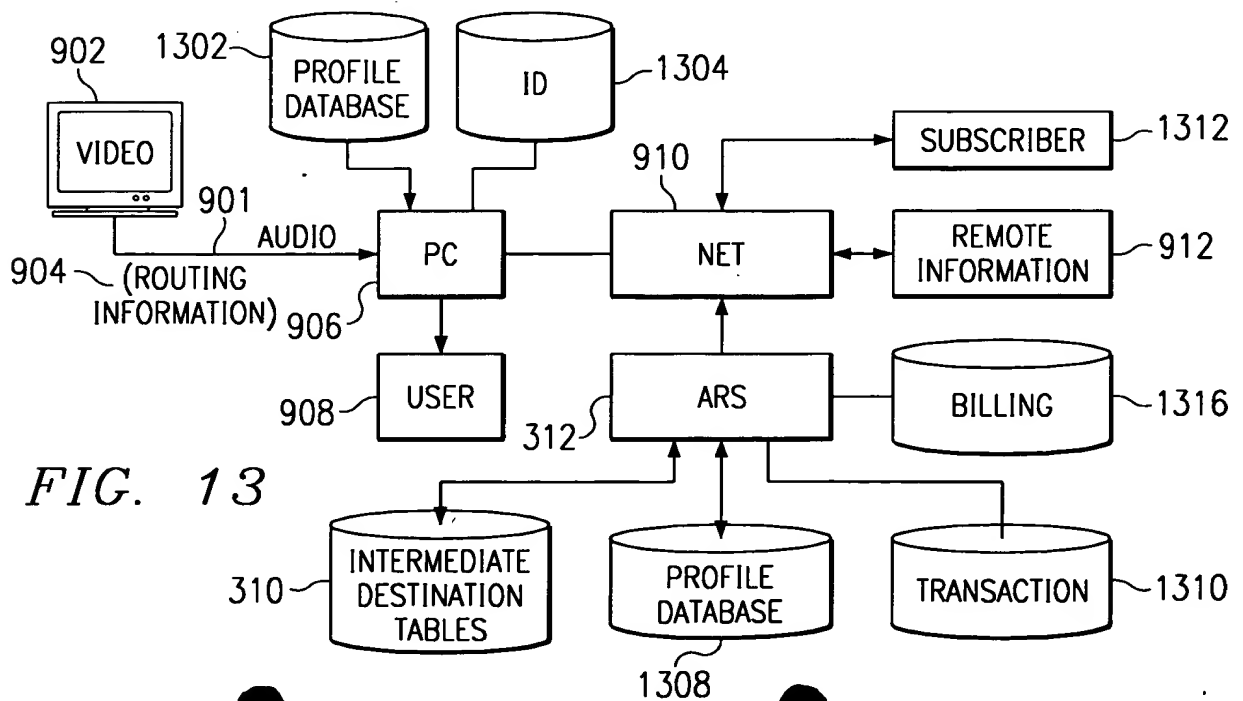 902
VIDEO
1302
PROFILE
DATABASE
ID
1304
901
AUDIO
904
(ROUTING
INFORMATION)
PC
906
USER
908
910
NET
SUBSCRIBER
1312
REMOTE
INFORMATION
912
ARS
312
BILLING
1316
FIG. 13
310
INTERMEDIATE
DESTINATION
TABLES
PROFILE
DATABASE
1308
TRANSACTION
1310